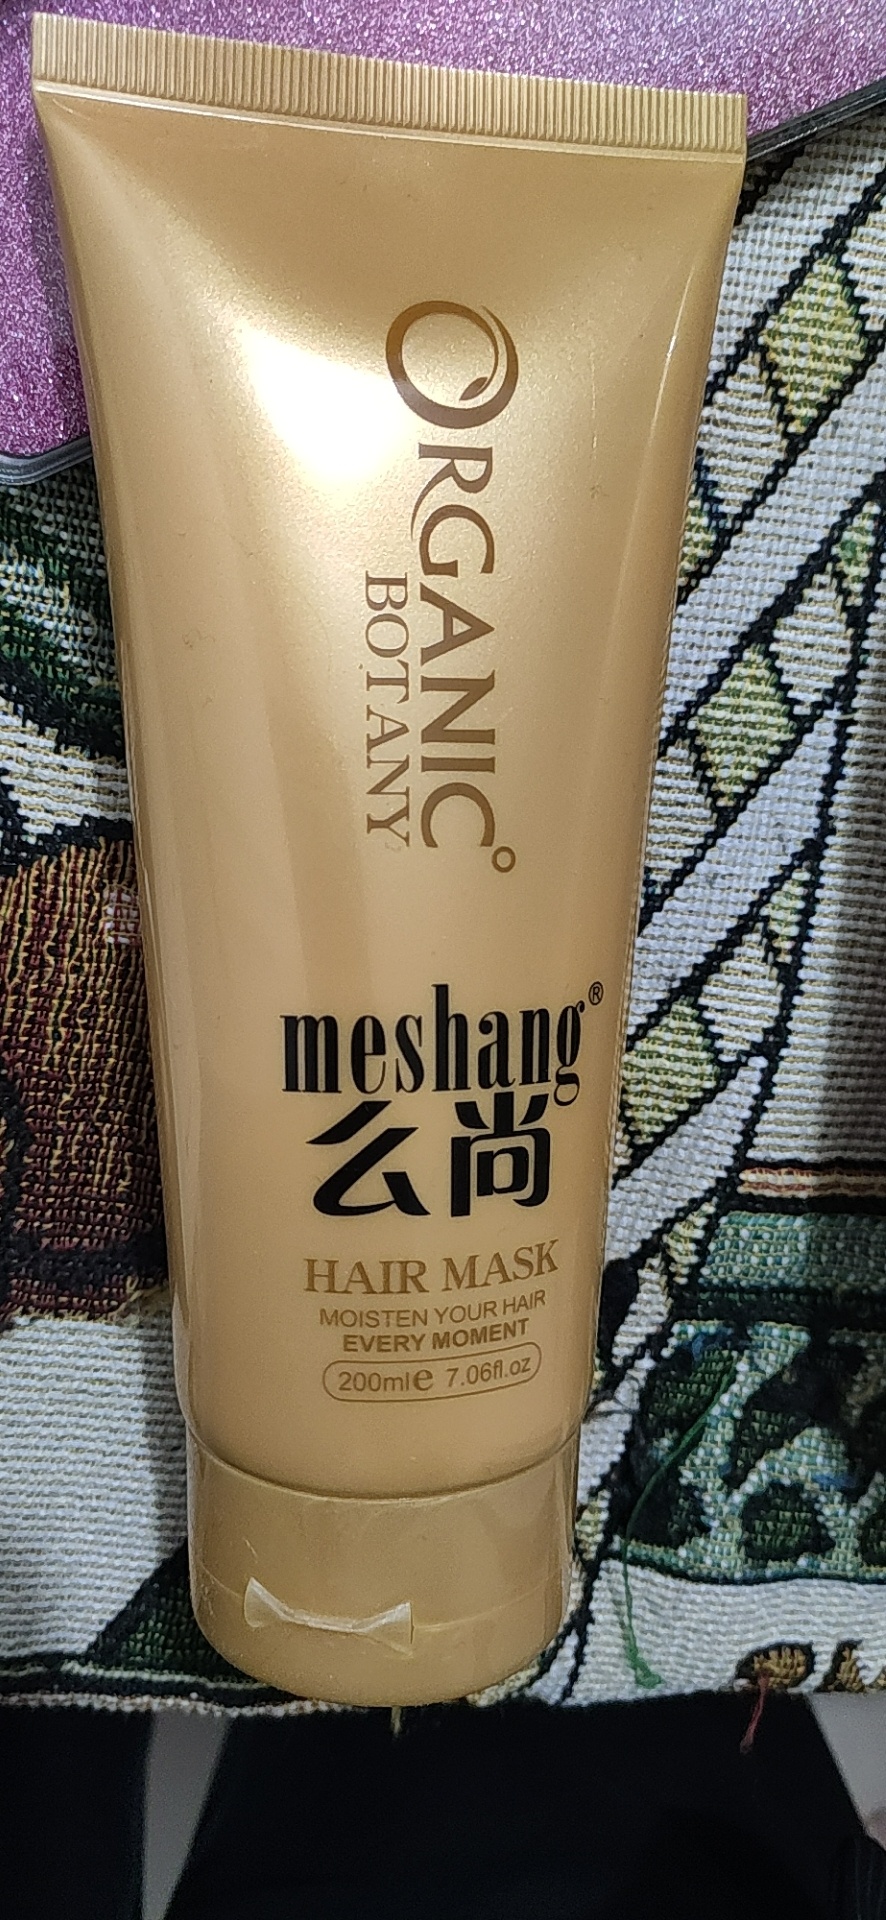 ORGANIC
BOTANY
meshang®
么尚
HAIR MASK
MOISTEN YOUR HAIR
EVERY MOMENT
200ml℮ 7.06fl.oz